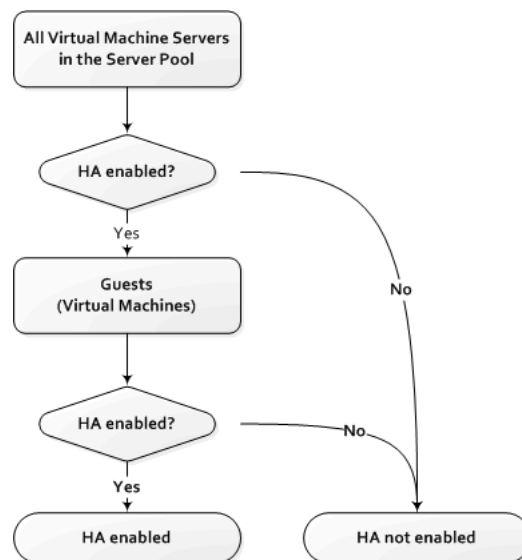 All Virtual Machine Servers
in the Server Pool
HA enabled?
Yes
No
Guests
(Virtual Machines)
HA enabled?
No
Yes
HA enabled
HA not enabled